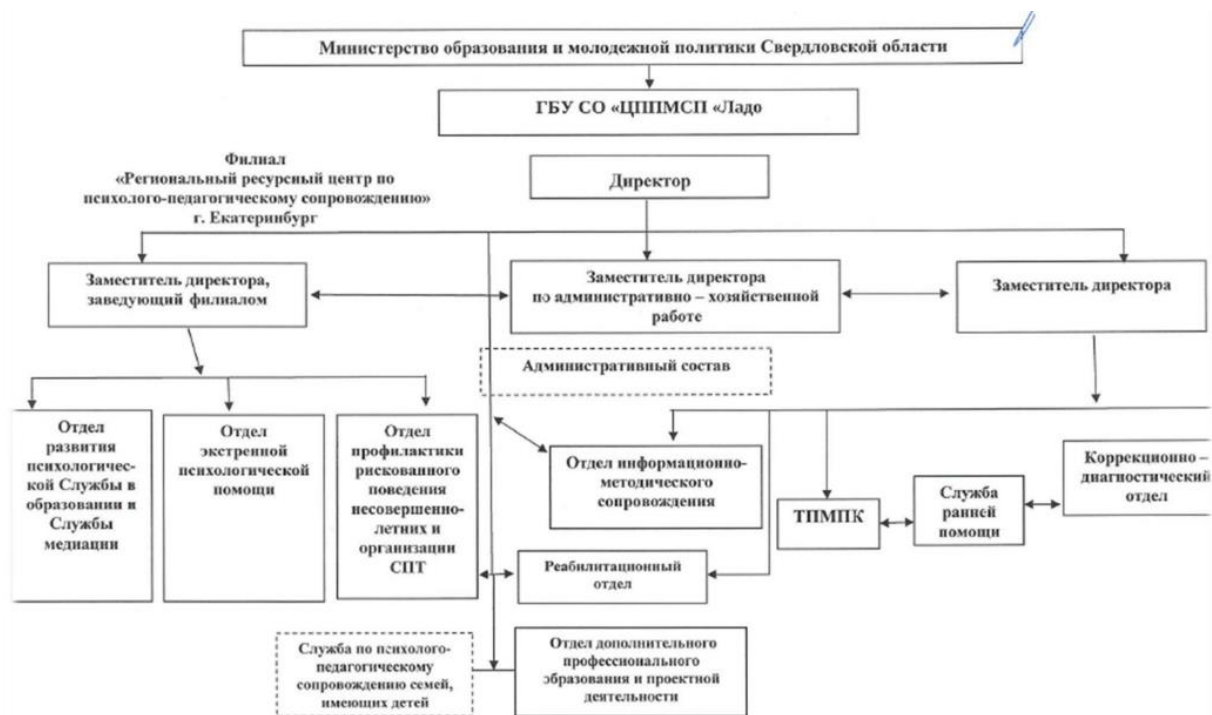 Министерство образования и молодежной политики Свердловской области
ГБУ СО «ЦППМСП «Ладо
Филиал
«Региональный ресурсный центр по
психолого-педагогическому сопровождению»
г. Екатеринбург
Директор
Заместитель директора,
заведующий филиалом
Заместитель директора
по административно – хозяйственной
работе
Заместитель директора
Административный состав
Отдел
развития
психологичес-
кой Службы в
образовании и
Службы
медиации
Отдел
экстренной
психологической
помощи
Отдел
профилактики
рискованного
поведения
несовершенно-
летних и
организации
СПТ
Отдел информационно-
методического
сопровождения
ТПМПК
Служба
ранней
помощи
Коррекционно –
диагностический
отдел
Реабилитационный
отдел
Служба по психолого-
педагогическому
сопровождению семей,
имеющих детей
Отдел дополнительного
профессионального
образования и проектной
деятельности